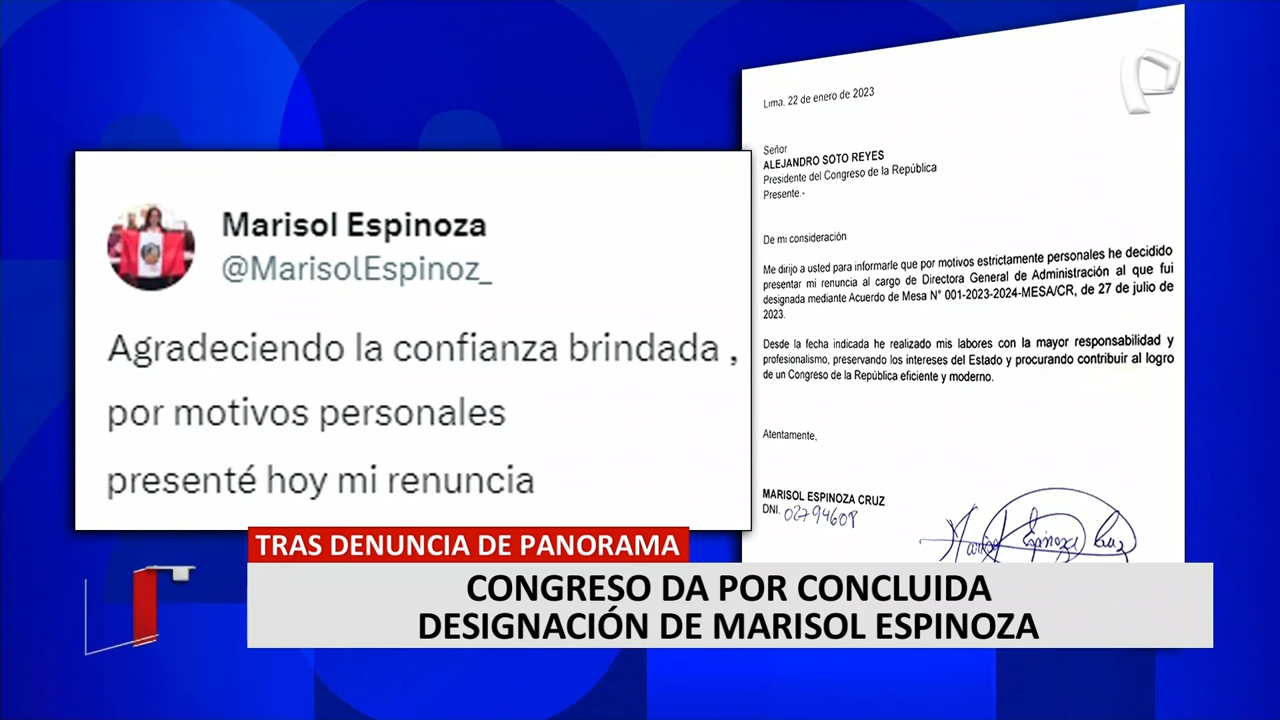 Marisol Espinoza
@MarisolEspinoz_
Agradeciendo la confianza brindada ,
por motivos personales
presenté hoy mi renuncia
Lima, 22 de enero de 2023
Señor
ALEJANDRO SOTO REYES
Presidente del Congreso de la República
Presente.-
De mi consideración
Me dirijo a usted para informarle que por motivos estrictamente personales he decidido
presentar mi renuncia al cargo de Directora General de Administración al que fui
designada mediante Acuerdo de Mesa N° 001-2023-2024-MESA/CR, de 27 de julio de
2023.
Desde la fecha indicada he realizado mis labores con la mayor responsabilidad y
profesionalismo, preservando los intereses del Estado y procurando contribuir al logro
de un Congreso de la República eficiente y moderno.
Atentamente,
MARISOL ESPINOZA CRUZ
DNI.
Marisol Espinoza Cruz
TRAS DENUNCIA DE PANORAMA
CONGRESO DA POR CONCLUIDA
DESIGNACIÓN DE MARISOL ESPINOZA